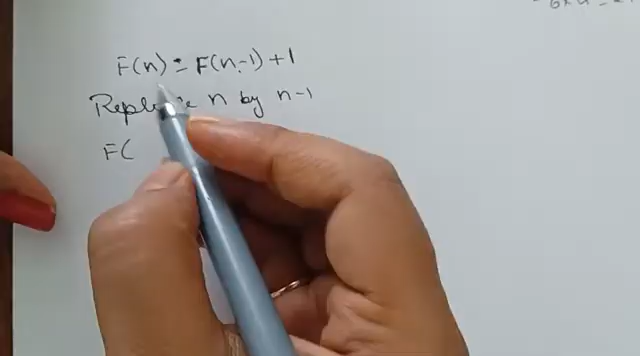 F(n) = F(n-1) + 1
n by n-1
F(